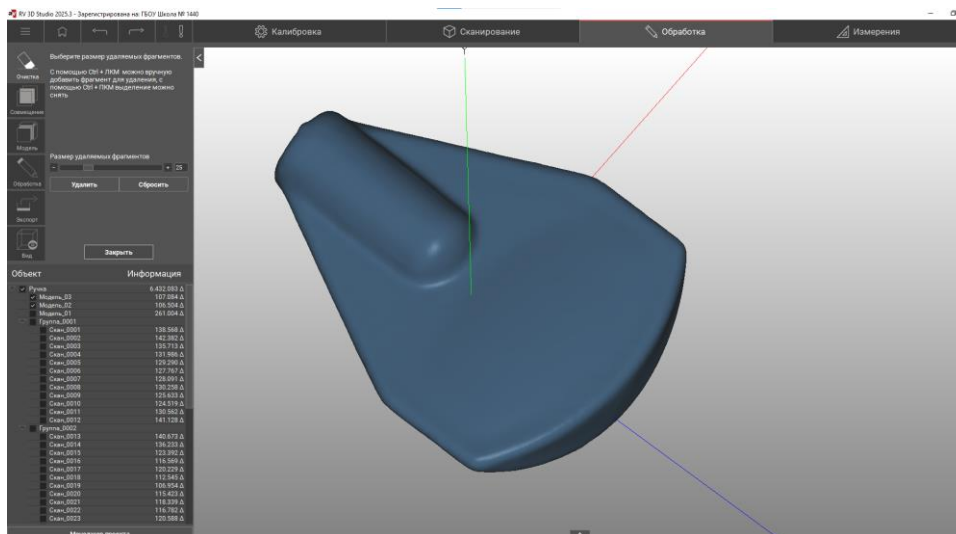 RV 3D Studio 2025.3 - Зарегистрирована на: ГБОУ Школа № 1440
Калибровка
Сканирование
Обработка
Измерения
Очистка
Совмещение
Модель
Обработка
Экспорт
Вид
Выберите размер удаляемых фрагментов.
С помощью Ctrl + ЛКМ можно вручную
добавить фрагмент для удаления, с
помощью Ctrl + ПКМ выделение можно
снять
Размер удаляемых фрагментов
- + 25
Удалить Сбросить
Закрыть
Объект Информация
Ручка 6.432.083 Δ
Модель_03 107.084 Δ
Модель_02 106.504 Δ
Модель_01 261.004 Δ
Группа_0001
Скан_0001 138.568 Δ
Скан_0002 142.382 Δ
Скан_0003 135.713 Δ
Скан_0004 131.986 Δ
Скан_0005 129.290 Δ
Скан_0006 127.767 Δ
Скан_0007 128.091 Δ
Скан_0008 130.258 Δ
Скан_0009 125.633 Δ
Скан_0010 124.519 Δ
Скан_0011 130.562 Δ
Скан_0012 141.128 Δ
Группа_0002
Скан_0013 140.673 Δ
Скан_0014 136.233 Δ
Скан_0015 123.392 Δ
Скан_0016 116.569 Δ
Скан_0017 120.229 Δ
Скан_0018 112.545 Δ
Скан_0019 106.954 Δ
Скан_0020 115.423 Δ
Скан_0021 118.339 Δ
Скан_0022 116.782 Δ
Скан_0023 120.588 Δ